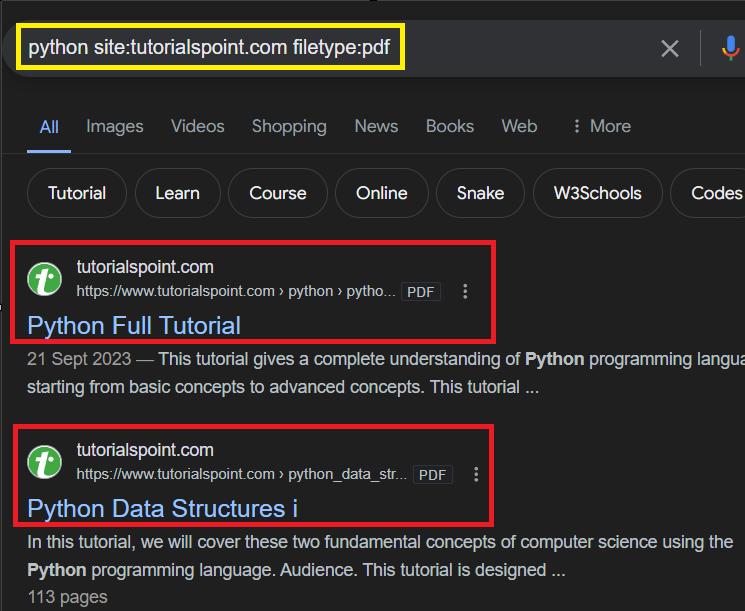 python site:tutorialspoint.com filetype:pdf
All Images Videos Shopping News Books Web More
Tutorial Learn Course Online Snake W3Schools Codes
tutorialspoint.com
https://www.tutorialspoint.com › python › pytho... PDF
Python Full Tutorial
21 Sept 2023 — This tutorial gives a complete understanding of Python programming langua
starting from basic concepts to advanced concepts. This tutorial ...
tutorialspoint.com
https://www.tutorialspoint.com › python_data_str... PDF
Python Data Structures i
In this tutorial, we will cover these two fundamental concepts of computer science using the
Python programming language. Audience. This tutorial is designed ...
113 pages